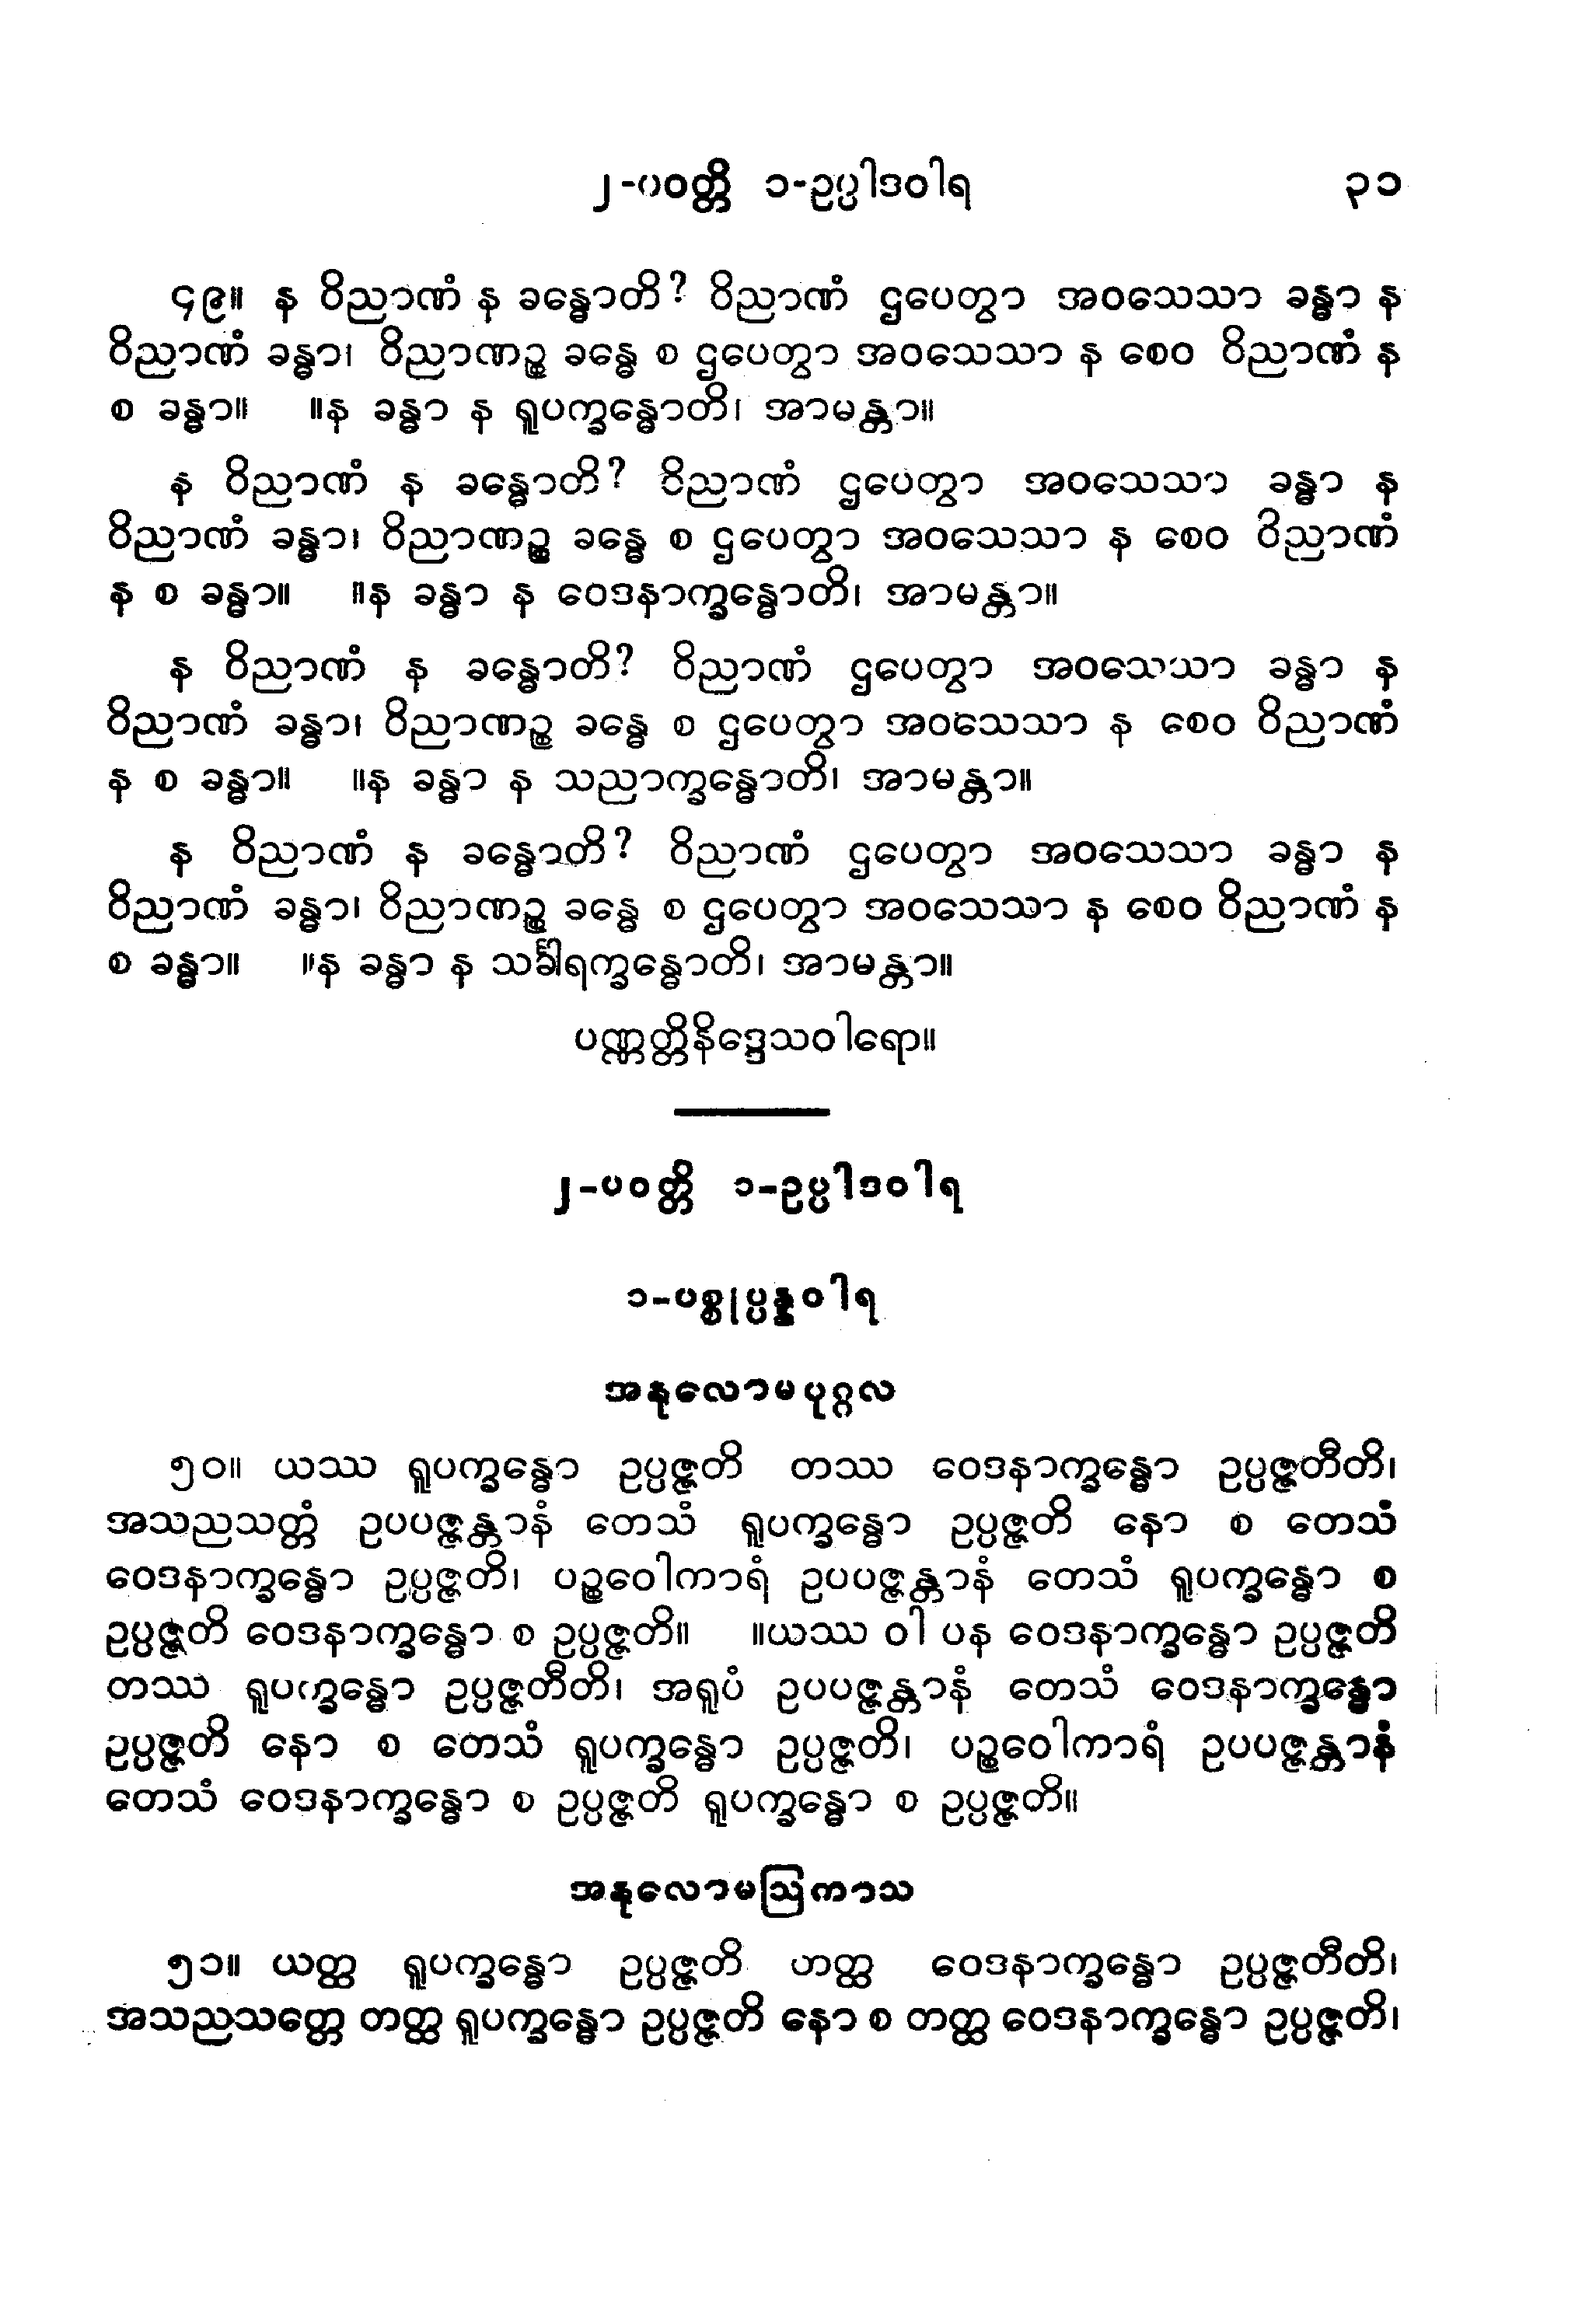 ၂-ပဝတ္တိ ၁-ဥပ္ပါဒဝါရ ၃၁
၄၉။ န ဝိညာဏံ န ခန္ဓောတိ? ဝိညာဏံ ဌပေတွာ အဝသေသာ ခန္ဓာ န
ဝိညာဏံ ခန္ဓာ၊ ဝိညာဏဉ္စ ခန္ဓေ စ ဌပေတွာ အဝသေသာ န စေဝ ဝိညာဏံ န
စ ခန္ဓာ။ ။န ခန္ဓာ န ရူပက္ခန္ဓောတိ၊ အာမန္တာ။
န ဝိညာဏံ န ခန္ဓောတိ? ဝိညာဏံ ဌပေတွာ အဝသေသာ ခန္ဓာ န
ဝိညာဏံ ခန္ဓာ၊ ဝိညာဏဉ္စ ခန္ဓေ စ ဌပေတွာ အဝသေသာ န စေဝ ဝိညာဏံ
န စ ခန္ဓာ။ ။န ခန္ဓာ န ဝေဒနာက္ခန္ဓောတိ၊ အာမန္တာ။
န ဝိညာဏံ န ခန္ဓောတိ? ဝိညာဏံ ဌပေတွာ အဝသေသာ ခန္ဓာ န
ဝိညာဏံ ခန္ဓာ၊ ဝိညာဏဉ္စ ခန္ဓေ စ ဌပေတွာ အဝသေသာ န စေဝ ဝိညာဏံ
န စ ခန္ဓာ။ ။န ခန္ဓာ န သညာက္ခန္ဓောတိ၊ အာမန္တာ။
န ဝိညာဏံ န ခန္ဓောတိ? ဝိညာဏံ ဌပေတွာ အဝသေသာ ခန္ဓာ န
ဝိညာဏံ ခန္ဓာ၊ ဝိညာဏဉ္စ ခန္ဓေ စ ဌပေတွာ အဝသေသာ န စေဝ ဝိညာဏံ န
စ ခန္ဓာ။ ။န ခန္ဓာ န သင်္ခါရက္ခန္ဓောတိ၊ အာမန္တာ။
ပဏ္ဏတ္တိနိဒ္ဒေသဝါရော။
၂-ပဝတ္တိ ၁-ဥပ္ပါဒဝါရ
၁-ပစ္စုပ္ပန္နဝါရ
အနုလောမပုဂ္ဂလ
၅၀။ ယဿ ရူပက္ခန္ဓော ဥပ္ပဇ္ဇတိ တဿ ဝေဒနာက္ခန္ဓော ဥပ္ပဇ္ဇတီတိ၊
အသညသတ္တံ ဥပပဇ္ဇန္တာနံ တေသံ ရူပက္ခန္ဓော ဥပ္ပဇ္ဇတိ နော စ တေသံ
ဝေဒနာက္ခန္ဓော ဥပ္ပဇ္ဇတိ၊ ပဉ္စဝေါကာရံ ဥပပဇ္ဇန္တာနံ တေသံ ရူပက္ခန္ဓော စ
ဥပ္ပဇ္ဇတိ ဝေဒနာက္ခန္ဓော စ ဥပ္ပဇ္ဇတိ။ ။ယဿ ဝါ ပန ဝေဒနာက္ခန္ဓော ဥပ္ပဇ္ဇတိ
တဿ ရူပက္ခန္ဓော ဥပ္ပဇ္ဇတီတိ၊ အရူပံ ဥပပဇ္ဇန္တာနံ တေသံ ဝေဒနာက္ခန္ဓော
ဥပ္ပဇ္ဇတိ နော စ တေသံ ရူပက္ခန္ဓော ဥပ္ပဇ္ဇတိ၊ ပဉ္စဝေါကာရံ ဥပပဇ္ဇန္တာနံ
တေသံ ဝေဒနာက္ခန္ဓော စ ဥပ္ပဇ္ဇတိ ရူပက္ခန္ဓော စ ဥပ္ပဇ္ဇတိ။
အနုလောမဩကာသ
၅၁။ ယတ္ထ ရူပက္ခန္ဓော ဥပ္ပဇ္ဇတိ တတ္ထ ဝေဒနာက္ခန္ဓော ဥပ္ပဇ္ဇတီတိ၊
အသညသတ္တေ တတ္ထ ရူပက္ခန္ဓော ဥပ္ပဇ္ဇတိ နော စ တတ္ထ ဝေဒနာက္ခန္ဓော ဥပ္ပဇ္ဇတိ၊